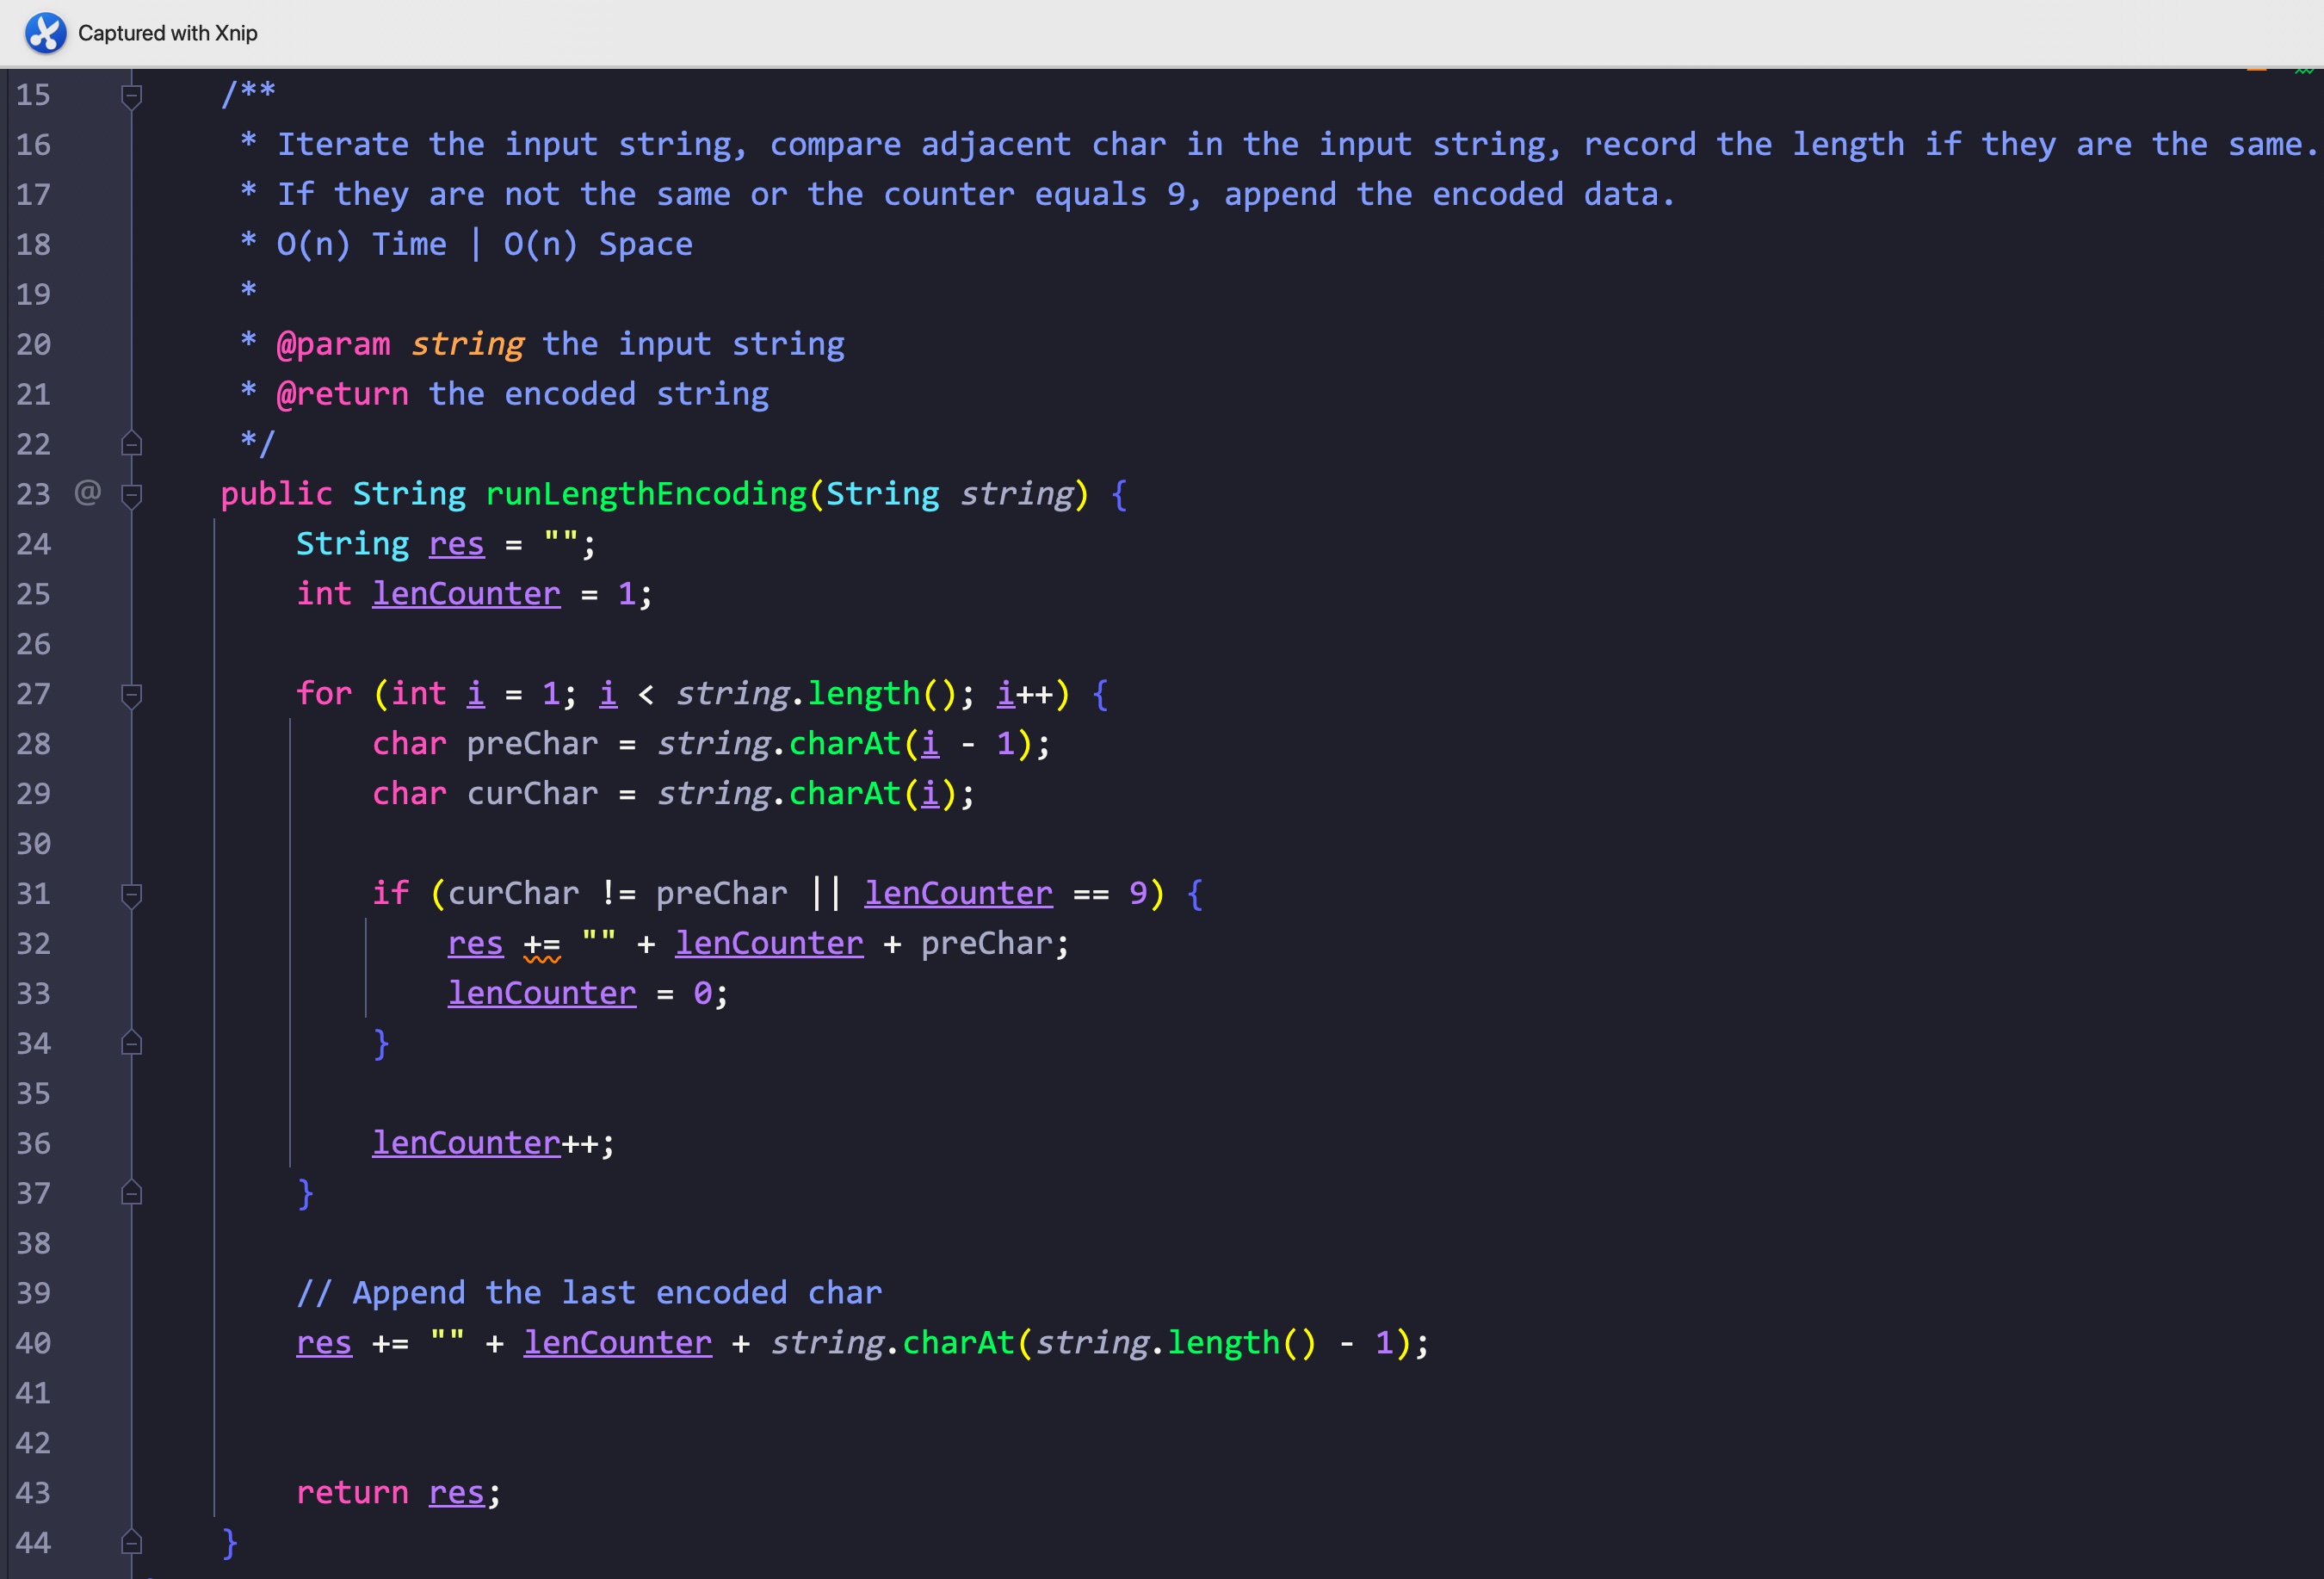 Captured with Xnip
15 /**
16 * Iterate the input string, compare adjacent char in the input string, record the length if they are the same.
17 * If they are not the same or the counter equals 9, append the encoded data.
18 * O(n) Time | O(n) Space
19 *
20 * @param string the input string
21 * @return the encoded string
22 */
23 @ public String runLengthEncoding(String string) {
24 String res = "";
25 int lenCounter = 1;
26
27 for (int i = 1; i < string.length(); i++) {
28 char preChar = string.charAt(i - 1);
29 char curChar = string.charAt(i);
30
31 if (curChar != preChar || lenCounter == 9) {
32 res += "" + lenCounter + preChar;
33 lenCounter = 0;
34 }
35
36 lenCounter++;
37 }
38
39 // Append the last encoded char
40 res += "" + lenCounter + string.charAt(string.length() - 1);
41
42
43 return res;
44 }